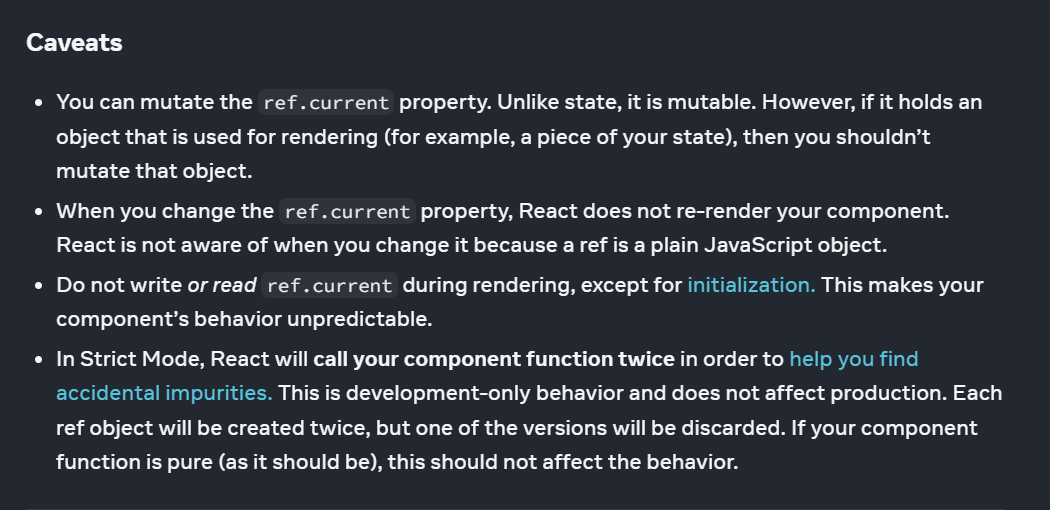 Caveats
• You can mutate the ref.current property. Unlike state, it is mutable. However, if it holds an
object that is used for rendering (for example, a piece of your state), then you shouldn’t
mutate that object.
• When you change the ref.current property, React does not re-render your component.
React is not aware of when you change it because a ref is a plain JavaScript object.
• Do not write or read ref.current during rendering, except for initialization. This makes your
component’s behavior unpredictable.
• In Strict Mode, React will call your component function twice in order to help you find
accidental impurities. This is development-only behavior and does not affect production. Each
ref object will be created twice, but one of the versions will be discarded. If your component
function is pure (as it should be), this should not affect the behavior.